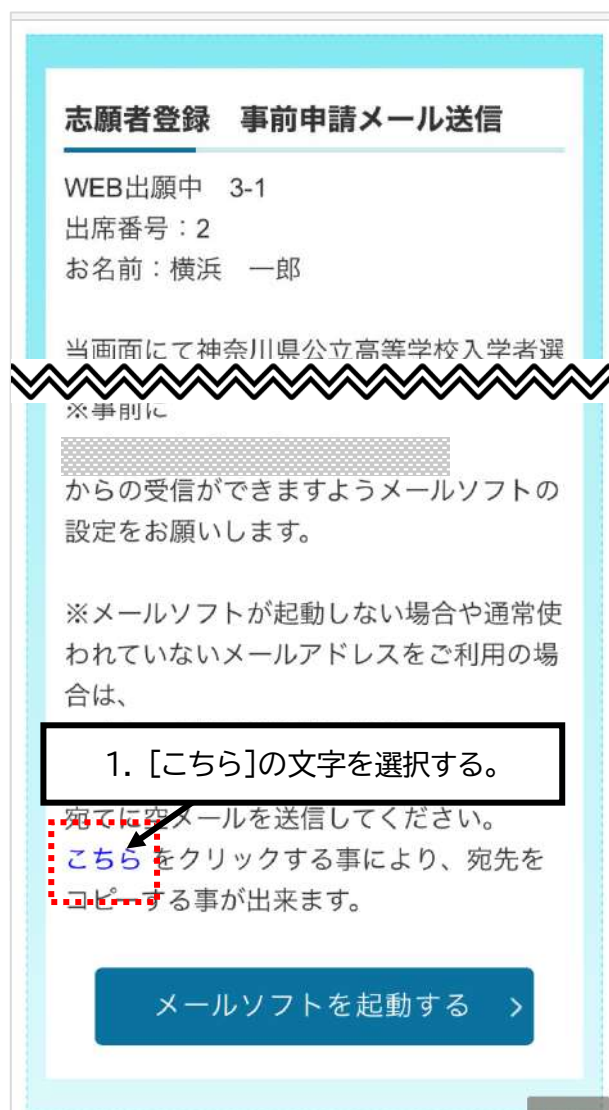 志願者登録　事前申請メール送信
WEB出願中　3-1
出席番号：2
お名前：横浜　一郎
当画面にて神奈川県公立高等学校入学者選
※事前に
からの受信ができますようメールソフトの
設定をお願いします。
※メールソフトが起動しない場合や通常使
われていないメールアドレスをご利用の場
合は、
1. [こちら]の文字を選択する。
宛てに空メールを送信してください。
こちら をクリックする事により、宛先を
コピーする事が出来ます。
メールソフトを起動する ＞